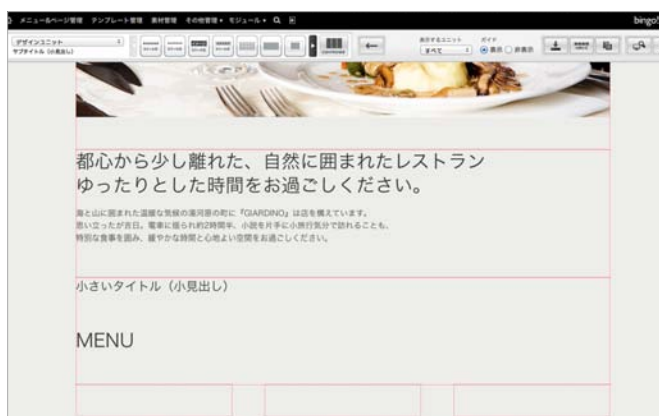 メニュー&ページ管理 テンプレート管理 素材管理 その他管理 モジュール
bingo
デザインユニット
サブタイトル（小見出し）
表示するユニット
すべて
ガイド
表示 非表示
都心から少し離れた、自然に囲まれたレストラン
ゆったりとした時間をお過ごしください。
海と山に囲まれた温暖な気候の湯河原の町に『GIARDINO』は店を構えています。
思い立ったが吉日。電車に揺られ約2時間半、小説を片手に小旅行気分で訪れることも、
特別な食事を囲み、緩やかな時間と心地よい空間をお過ごしください。
小さいタイトル（小見出し）
MENU